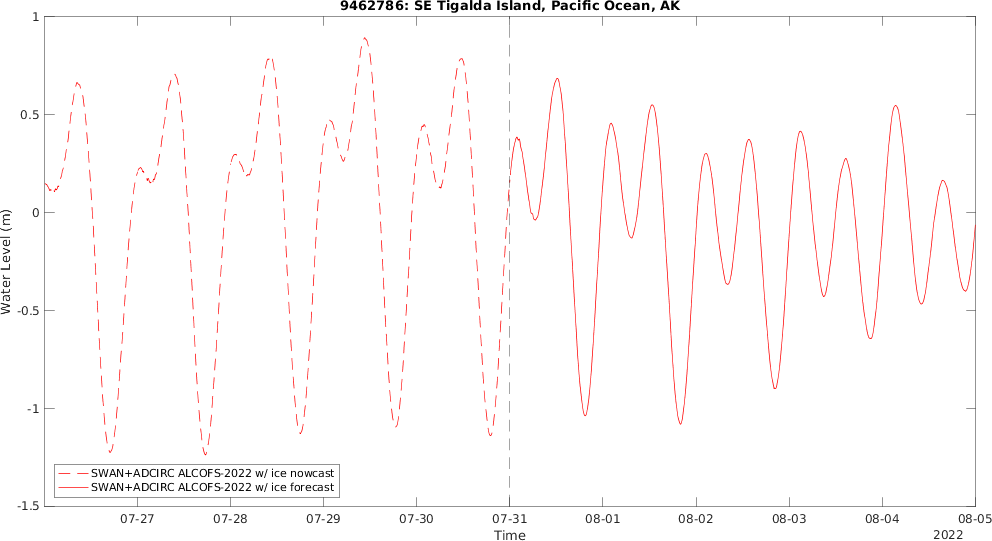 9462786: SE Tigalda Island, Pacific Ocean, AK
Water Level (m)
1
0.5
0
-0.5
-1
-1.5
SWAN+ADCIRC ALCOFS-2022 w/ ice nowcast
SWAN+ADCIRC ALCOFS-2022 w/ ice forecast
07-27 07-28 07-29 07-30 07-31 08-01 08-02 08-03 08-04 08-05
Time
2022